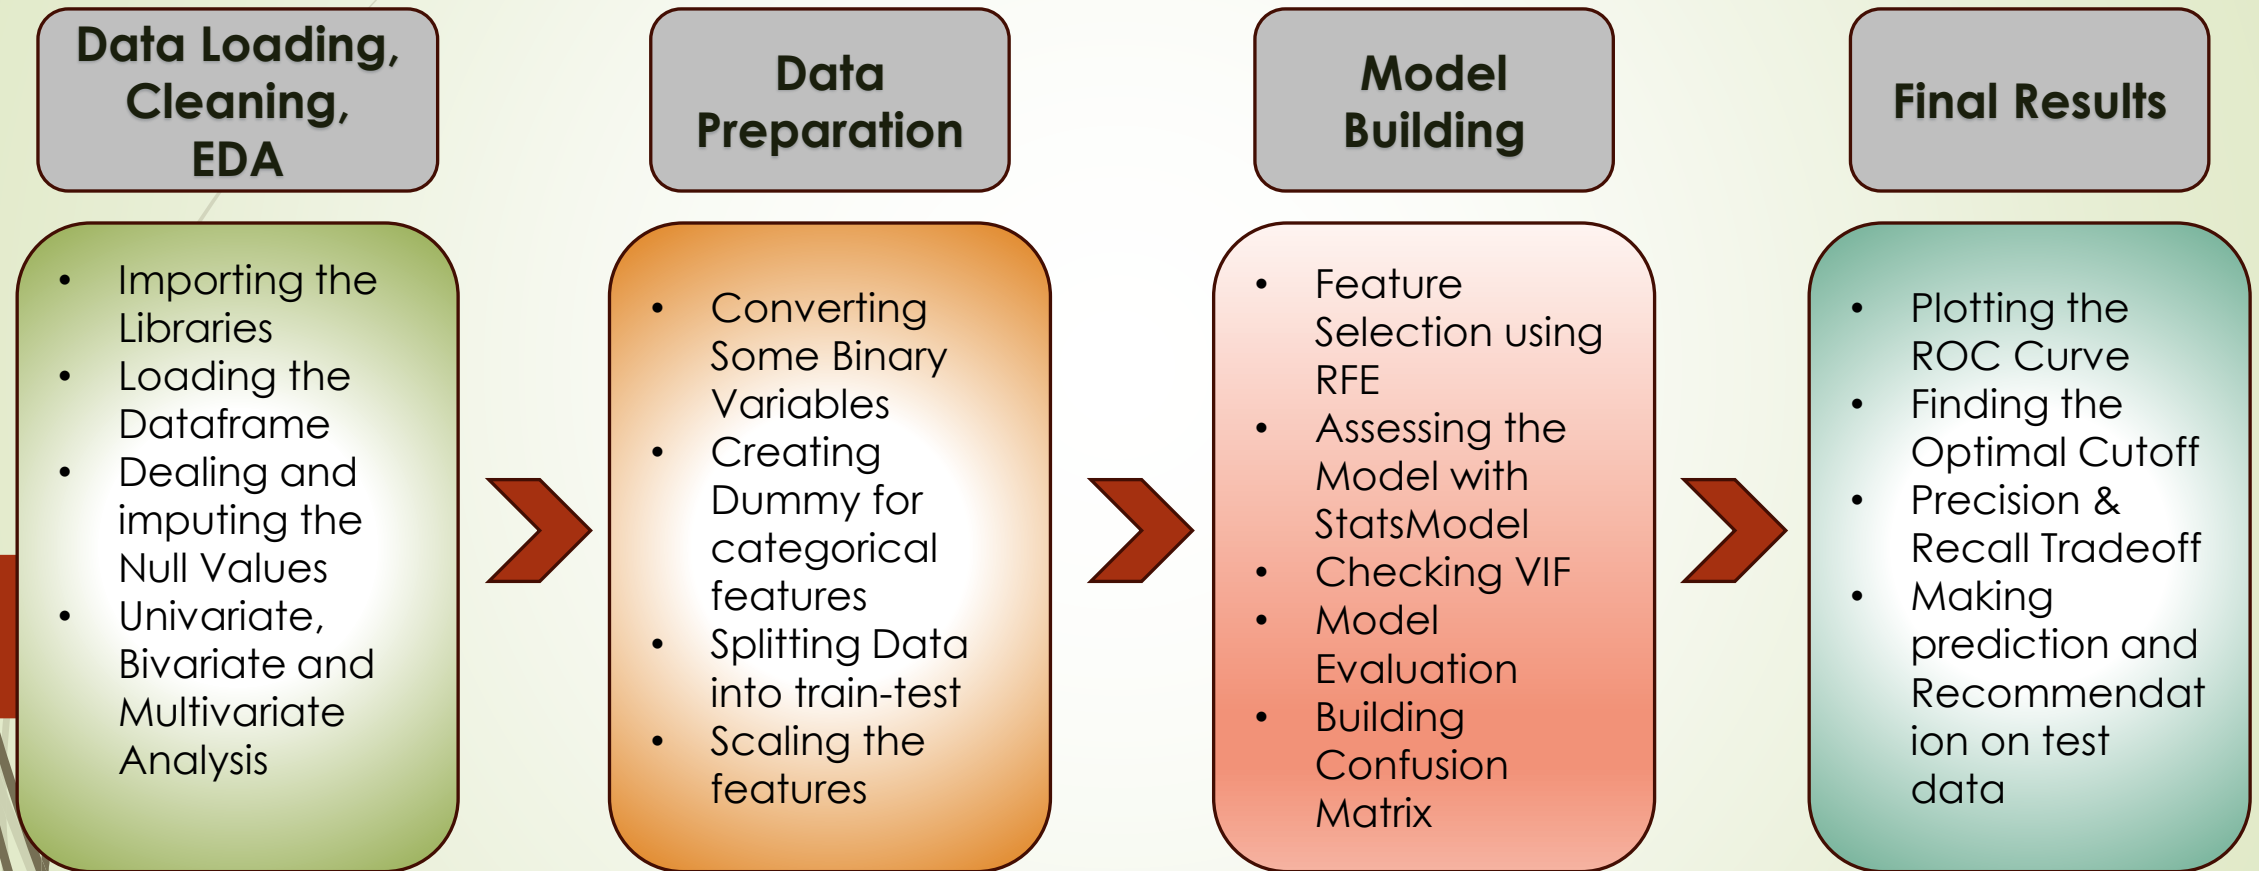 Data Loading,
Cleaning,
EDA
• Importing the
Libraries
• Loading the
Dataframe
• Dealing and
imputing the
Null Values
• Univariate,
Bivariate and
Multivariate
Analysis
Data
Preparation
• Converting
Some Binary
Variables
• Creating
Dummy for
categorical
features
• Splitting Data
into train-test
• Scaling the
features
Model
Building
• Feature
Selection using
RFE
• Assessing the
Model with
StatsModel
• Checking VIF
• Model
Evaluation
• Building
Confusion
Matrix
Final Results
• Plotting the
ROC Curve
• Finding the
Optimal Cutoff
• Precision &
Recall Tradeoff
• Making
prediction and
Recommendat
ion on test
data